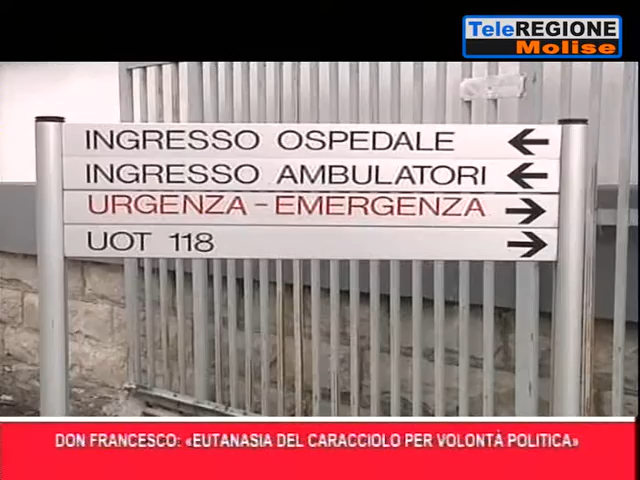 TeleREGIONE
Molise
INGRESSO OSPEDALE ←
INGRESSO AMBULATORI ←
URGENZA - EMERGENZA →
UOT 118 →
DON FRANCESCO: «EUTANASIA DEL CARACCIOLO PER VOLONTÀ POLITICA»